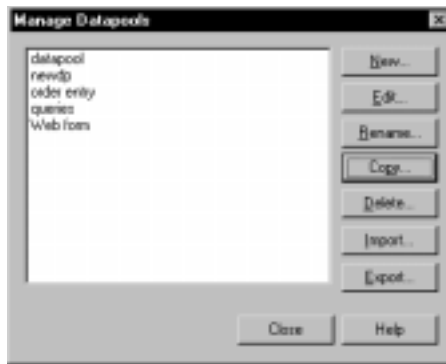 Manage Datapools
datapool
newdp
order entry
queries
Web form
New...
Edit...
Rename...
Copy...
Delete...
Import...
Export...
Close
Help